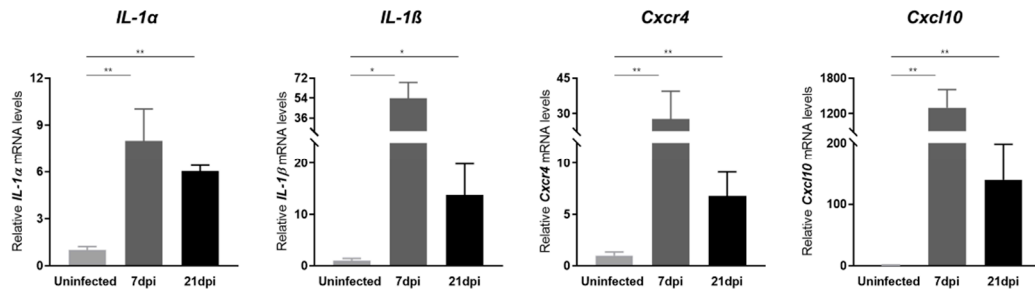 IL-1α
**
**
Relative IL-1α mRNA levels
12
9
6
3
0
Uninfected 7dpi 21dpi
IL-1ß
*
*
Relative IL-1β mRNA levels
72
54
36
20
10
0
Uninfected 7dpi 21dpi
Cxcr4
**
**
Relative Cxcr4 mRNA levels
45
30
15
10
5
0
Uninfected 7dpi 21dpi
Cxcl10
**
**
Relative Cxcl10 mRNA levels
1800
1200
600
200
100
0
Uninfected 7dpi 21dpi